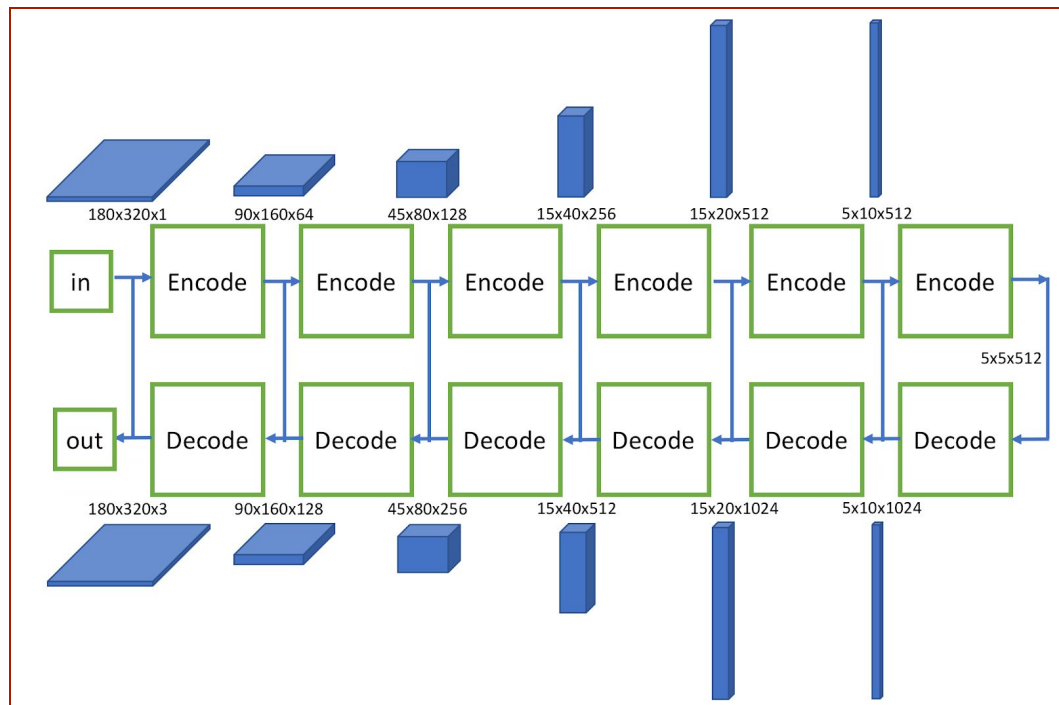 180x320x1 90x160x64 45x80x128 15x40x256 15x20x512 5x10x512
in Encode Encode Encode Encode Encode Encode
5x5x512
out Decode Decode Decode Decode Decode Decode
180x320x3 90x160x128 45x80x256 15x40x512 15x20x1024 5x10x1024